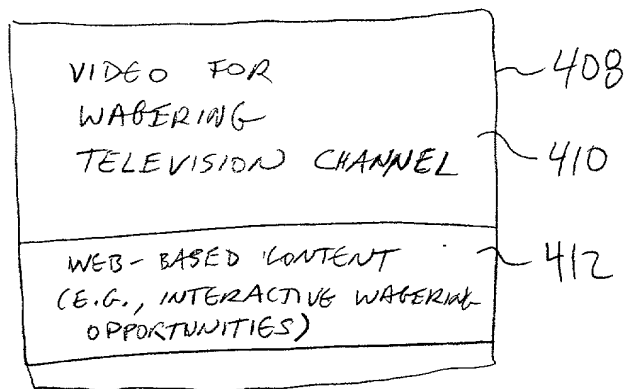 VIDEO FOR
WAGERING
TELEVISION CHANNEL
408
410
WEB-BASED CONTENT
(E.G., INTERACTIVE WAGERING
OPPORTUNITIES)
412